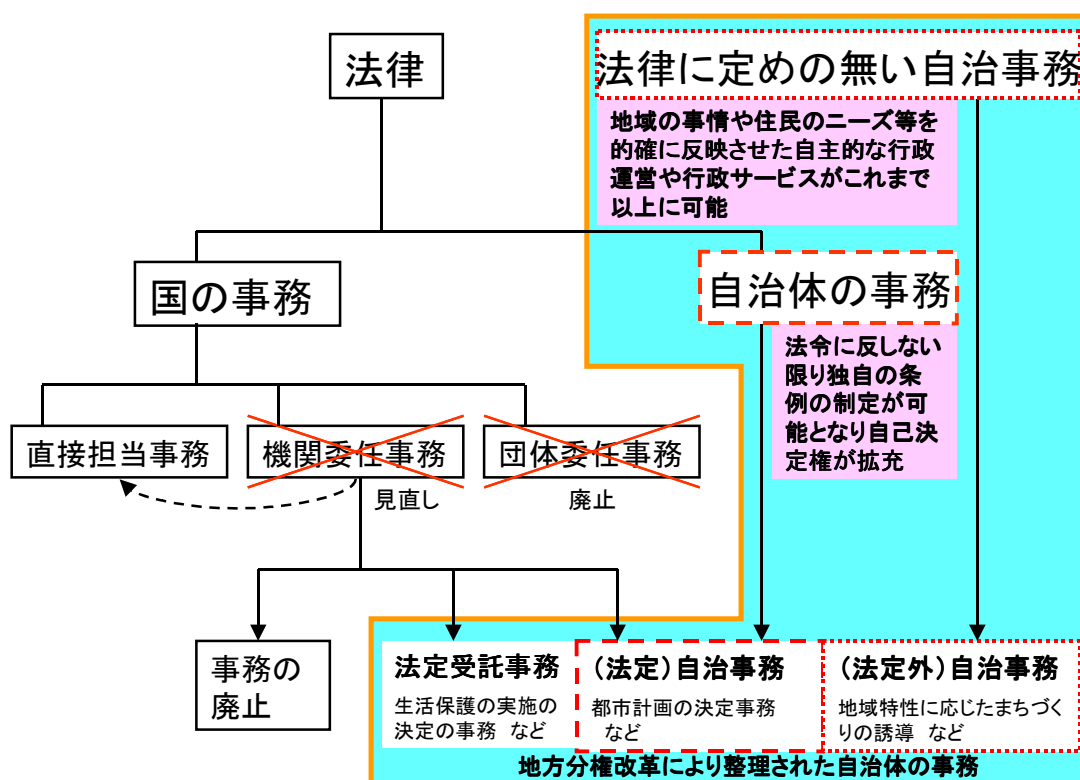 法律
法律に定めの無い自治事務
地域の事情や住民のニーズ等を
的確に反映させた自主的な行政
運営や行政サービスがこれまで
以上に可能
国の事務
自治体の事務
法令に反しない
限り独自の条
例の制定が可
能となり自己決
定権が拡充
直接担当事務
機関委任事務
団体委任事務
見直し
廃止
事務の
廃止
法定受託事務
生活保護の実施の
決定の事務 など
（法定）自治事務
都市計画の決定事務
など
（法定外）自治事務
地域特性に応じたまちづく
りの誘導 など
地方分権改革により整理された自治体の事務